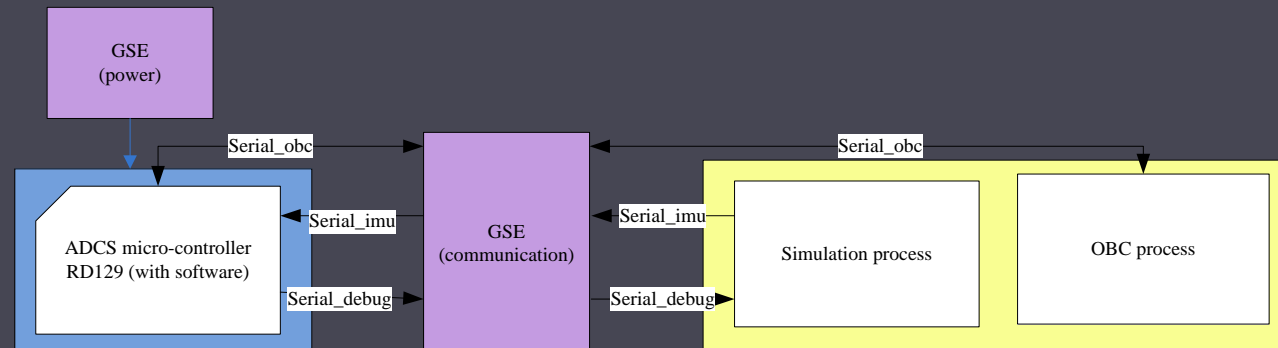 GSE
(power)
Serial_obc
Serial_obc
ADCS micro-controller
RD129 (with software)
Serial_imu
Serial_debug
GSE
(communication)
Serial_imu
Serial_debug
Simulation process
OBC process